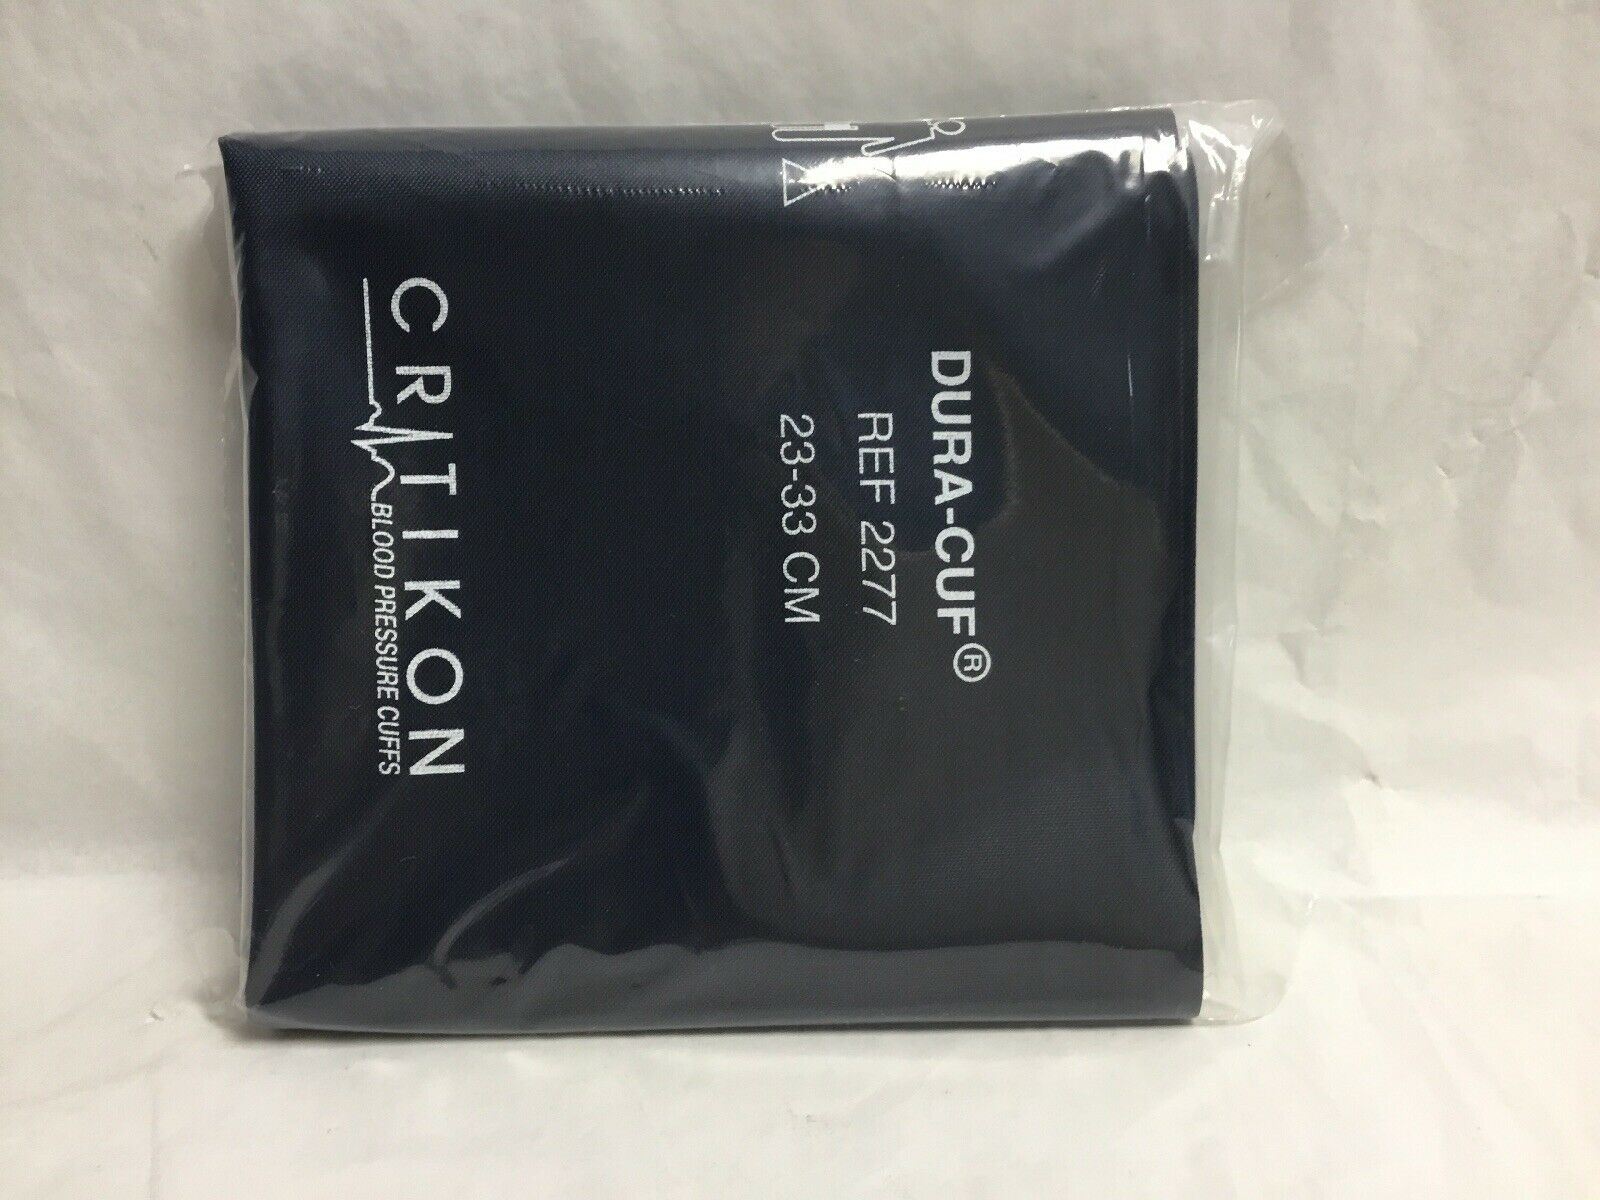 DURA-CUF®
REF 2277
23-33 CM
CRITIKON
BLOOD PRESSURE CUFFS